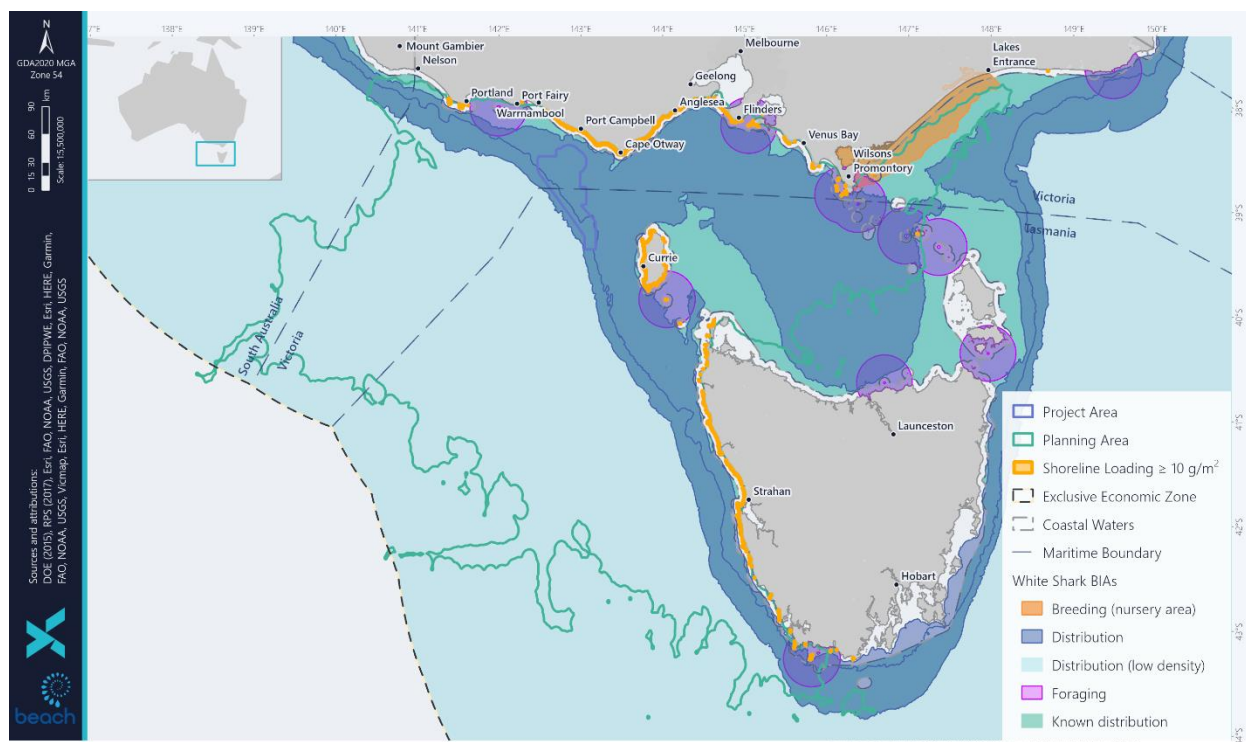 N
GDA2020 MGA
Zone 54
0 15 30 60 90
km
Scale: 1:5,500,000
Sources and attributions:
DOE (2015), RPS (2017), Esri, FAO, NOAA, USGS, DPIPWE, Esri, HERE, Garmin,
FAO, NOAA, USGS, Vicmap, Esri, HERE, Garmin, FAO, NOAA, USGS
beach
7°E 138°E 139°E 140°E 141°E 142°E 143°E 144°E 145°E 146°E 147°E 148°E 149°E 150°E
Mount Gambier
Nelson
Portland
Port Fairy
Warrnambool
Port Campbell
Cape Otway
Anglesea
Geelong
Melbourne
Flinders
Venus Bay
Wilsons
Promontory
Lakes
Entrance
38°S
39°S
40°S
41°S
42°S
43°S
44°S
Victoria
Tasmania
South Australia
Victoria
Currie
Launceston
Strahan
Hobart
Project Area
Planning Area
Shoreline Loading ≥ 10 g/m²
Exclusive Economic Zone
Coastal Waters
Maritime Boundary
White Shark BIAs
Breeding (nursery area)
Distribution
Distribution (low density)
Foraging
Known distribution